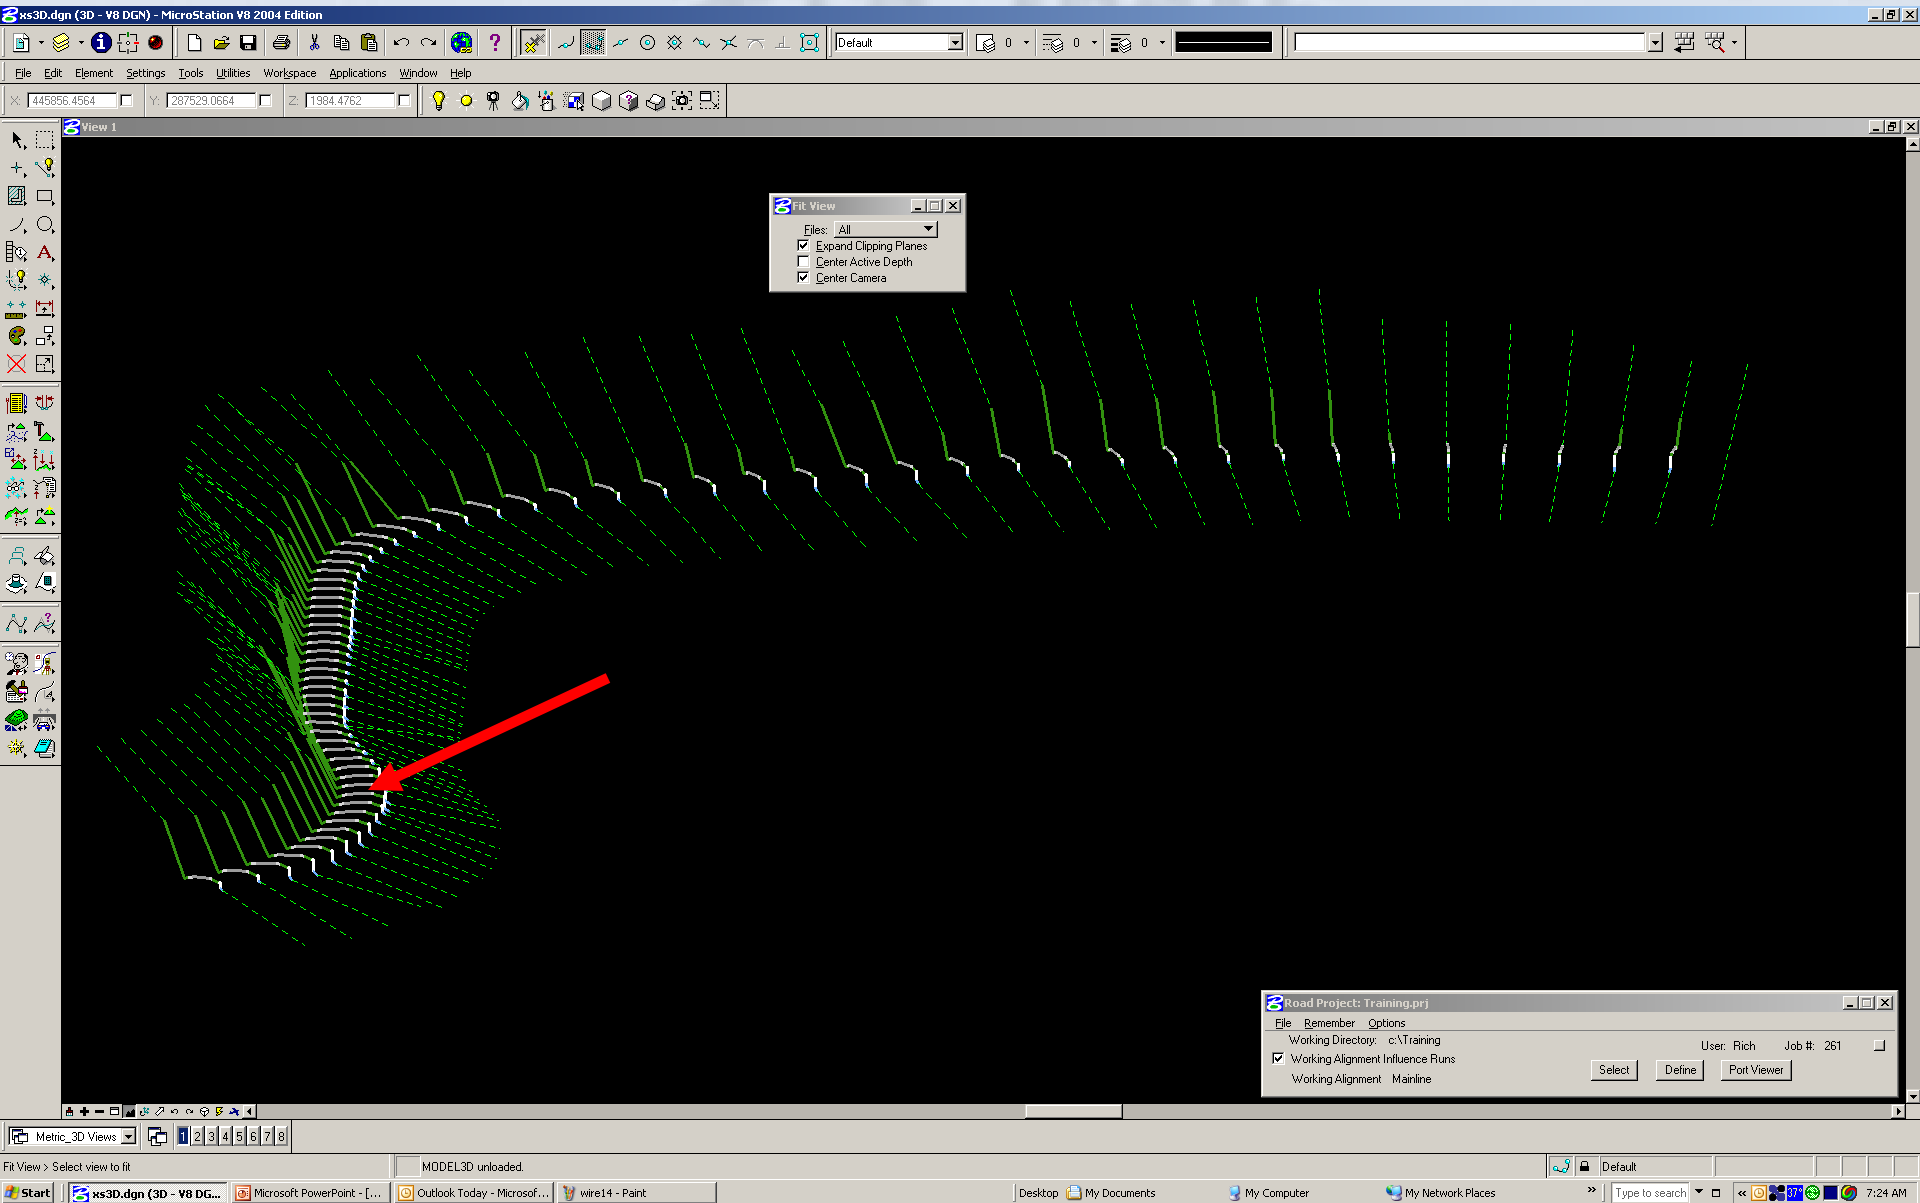 xs3D.dgn (3D - V8 DGN) - MicroStation V8 2004 Edition
Default 0 0 0
File Edit Element Settings Tools Utilities Workspace Applications Window Help
X: 445856.4564 Y: 287529.0664 Z: 1984.4762
View 1
Fit View
Files: All
Expand Clipping Planes
Center Active Depth
Center Camera
Road Project: Training.prj
File Remember Options
Working Directory: c:\Training
User: Rich Job #: 261
Working Alignment Influence Runs
Select Define Port Viewer
Working Alignment Mainline
Metric_3D Views 1 2 3 4 5 6 7 8
Fit View > Select view to fit MODEL3D unloaded. Default
Start xs3D.dgn (3D - V8 DG... Microsoft PowerPoint - [... Outlook Today - Microsof... wire14 - Paint Desktop My Documents My Computer My Network Places » Type to search « 37° 7:24 AM